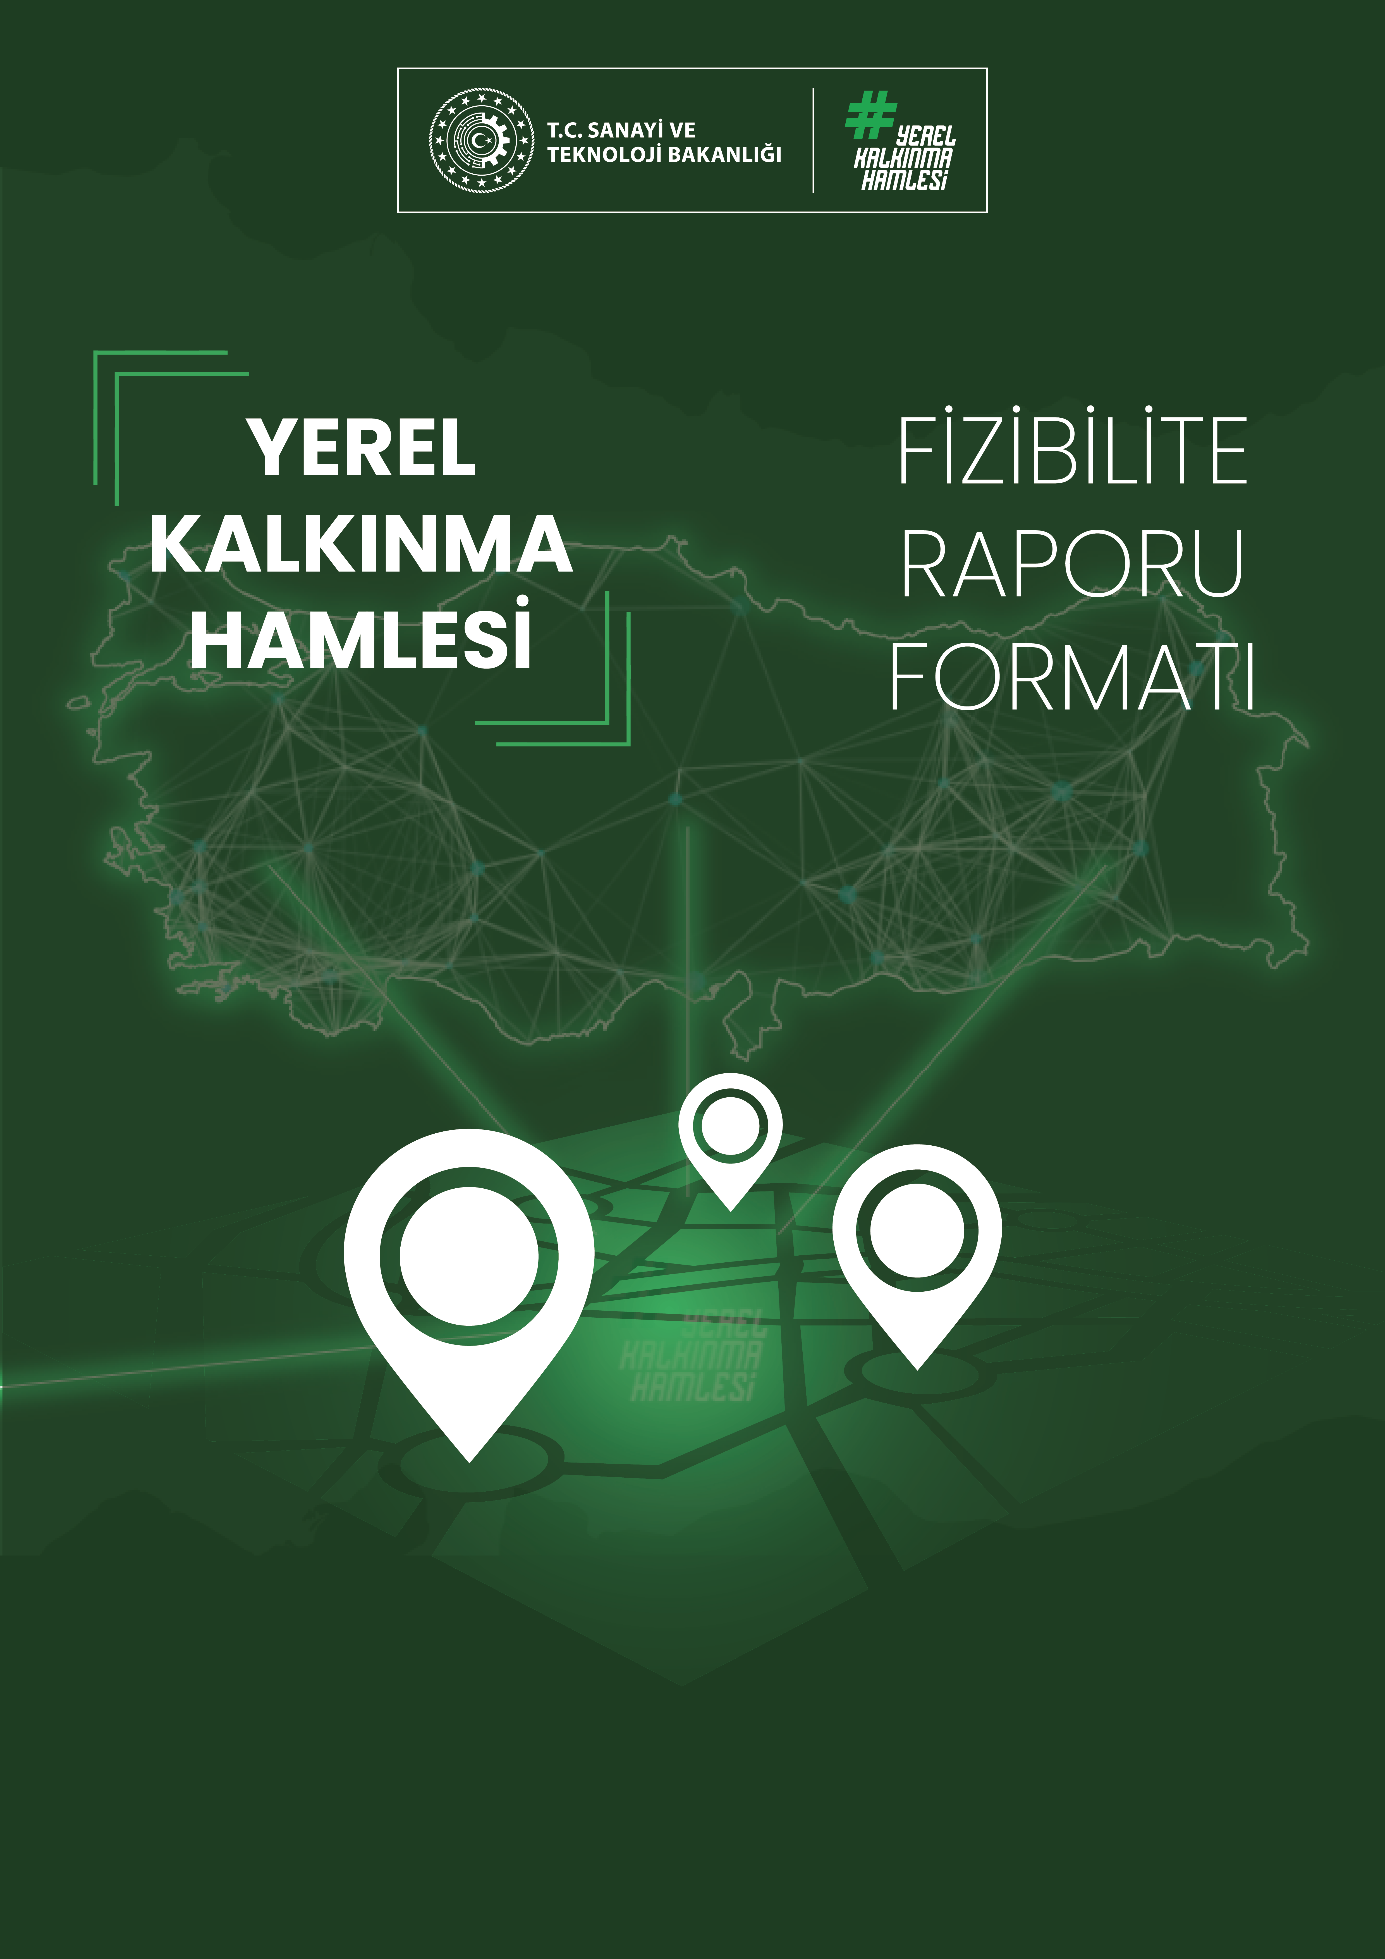 T.C. SANAYİ VE
TEKNOLOJİ BAKANLIĞI
#
YEREL
KALKINMA
HAMLESİ
YEREL
KALKINMA
HAMLESİ
FİZİBİLİTE
RAPORU
FORMATI
YEREL
KALKINMA
HAMLESİ